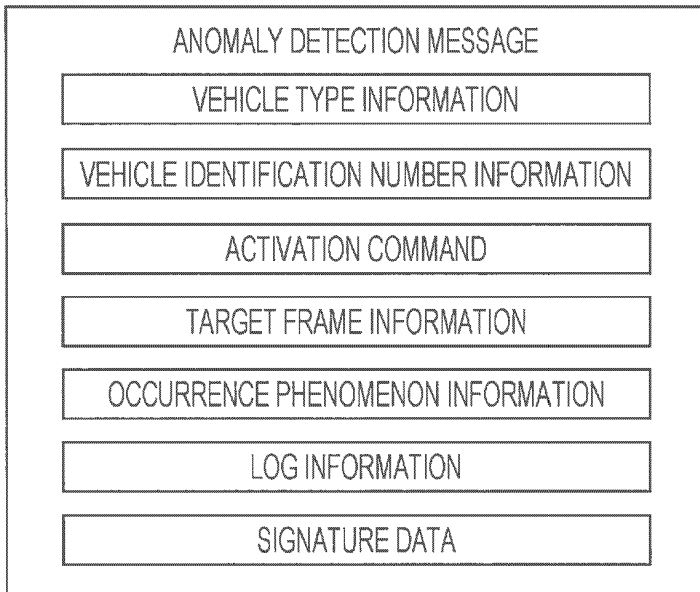 ANOMALY DETECTION MESSAGE
VEHICLE TYPE INFORMATION
VEHICLE IDENTIFICATION NUMBER INFORMATION
ACTIVATION COMMAND
TARGET FRAME INFORMATION
OCCURRENCE PHENOMENON INFORMATION
LOG INFORMATION
SIGNATURE DATA